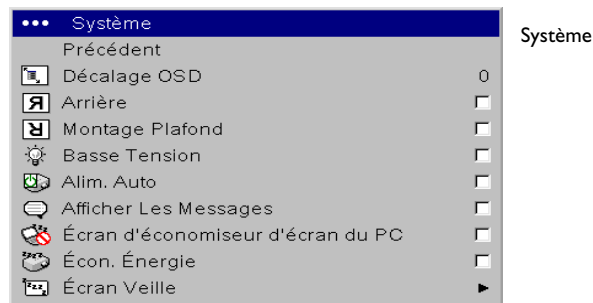 ••• Système
Système
Précédent
Décalage OSD 0
Arrière
Montage Plafond
Basse Tension
Alim. Auto
Afficher Les Messages
Écran d'économiseur d'écran du PC
Écon. Énergie
Écran Veille